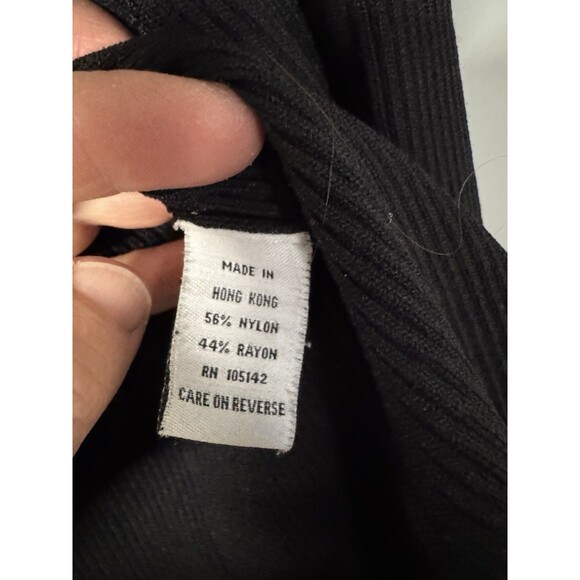 MADE IN
HONG KONG
56% NYLON
44% RAYON
RN 105142
CARE ON REVERSE